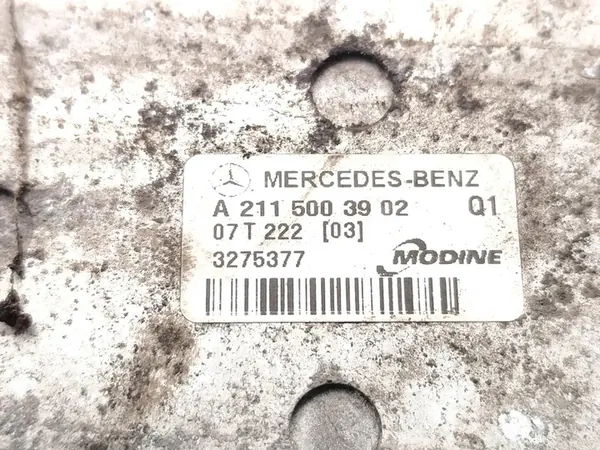 MERCEDES-BENZ
A 211 500 39 02 Q1
07 T 222 [03]
3275377 MODINE